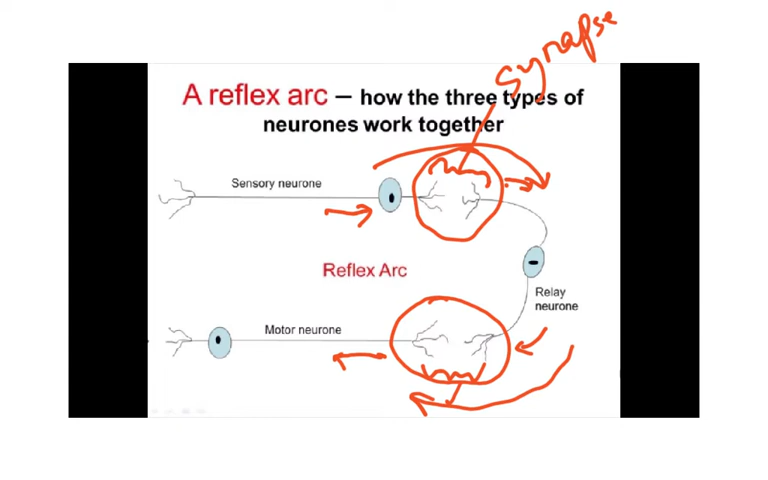 Synapse
A reflex arc – how the three types of
neurones work together
Sensory neurone
Reflex Arc
Relay
neurone
Motor neurone